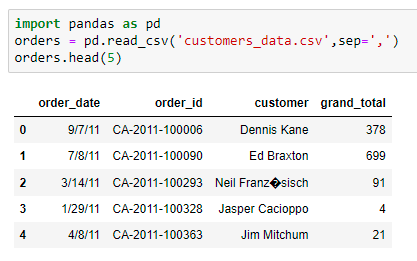 import pandas as pd
orders = pd.read_csv('customers_data.csv',sep=',')
orders.head(5)
order_date order_id customer grand_total
0 9/7/11 CA-2011-100006 Dennis Kane 378
1 7/8/11 CA-2011-100090 Ed Braxton 699
2 3/14/11 CA-2011-100293 Neil Franz�sisch 91
3 1/29/11 CA-2011-100328 Jasper Cacioppo 4
4 4/8/11 CA-2011-100363 Jim Mitchum 21